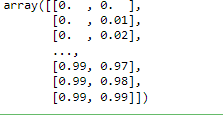 array([[0.  , 0.  ],
       [0.  , 0.01],
       [0.  , 0.02],
       ...,
       [0.99, 0.97],
       [0.99, 0.98],
       [0.99, 0.99]])